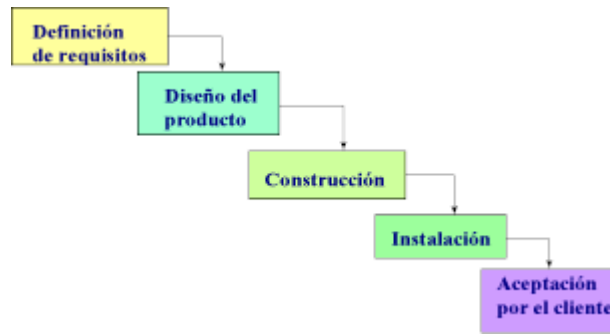 Definición
de requisitos
Diseño del
producto
Construcción
Instalación
Aceptación
por el cliente